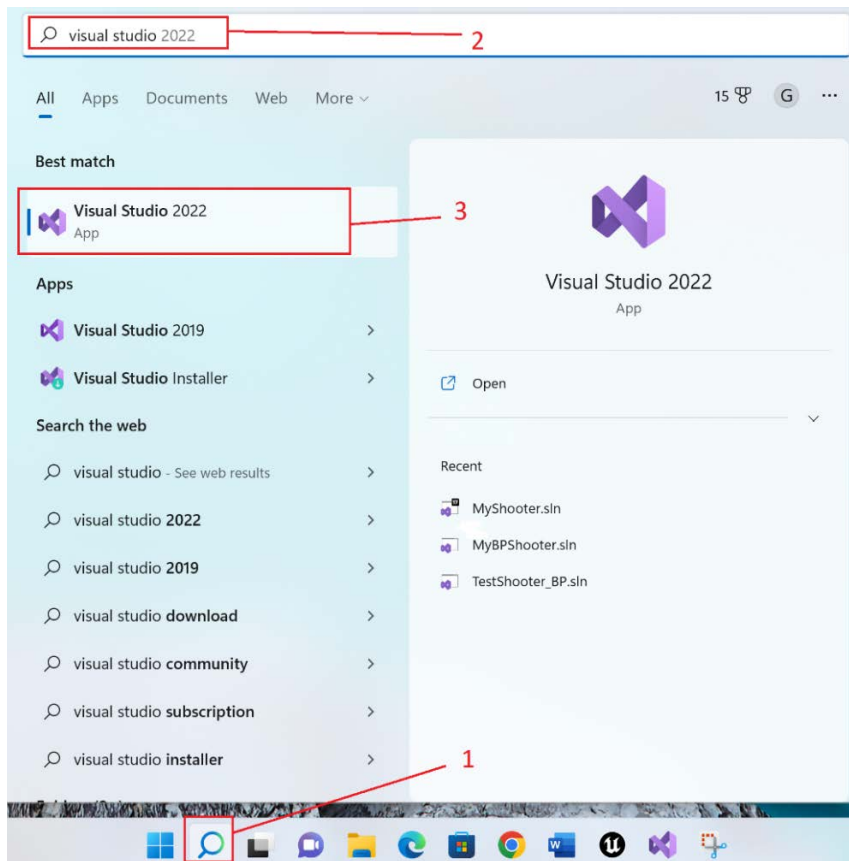 visual studio 2022
2
All Apps Documents Web More
15 G ...
Best match
Visual Studio 2022
App
3
Visual Studio 2022
App
Apps
Visual Studio 2019
Visual Studio Installer
Open
Search the web
visual studio - See web results
visual studio 2022
visual studio 2019
visual studio download
visual studio community
visual studio subscription
visual studio installer
Recent
MyShooter.sln
MyBPShooter.sln
TestShooter_BP.sln
1
W